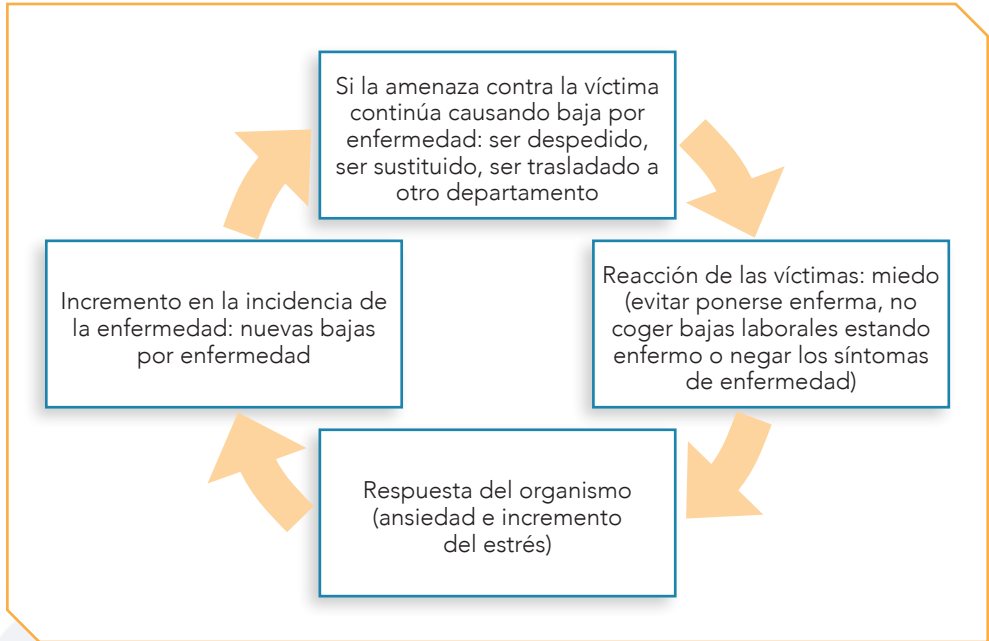 Si la amenaza contra la víctima
continúa causando baja por
enfermedad: ser despedido,
ser sustituido, ser trasladado a
otro departamento
Reacción de las víctimas: miedo
(evitar ponerse enferma, no
coger bajas laborales estando
enfermo o negar los síntomas
de enfermedad)
Respuesta del organismo
(ansiedad e incremento
del estrés)
Incremento en la incidencia de
la enfermedad: nuevas bajas
por enfermedad